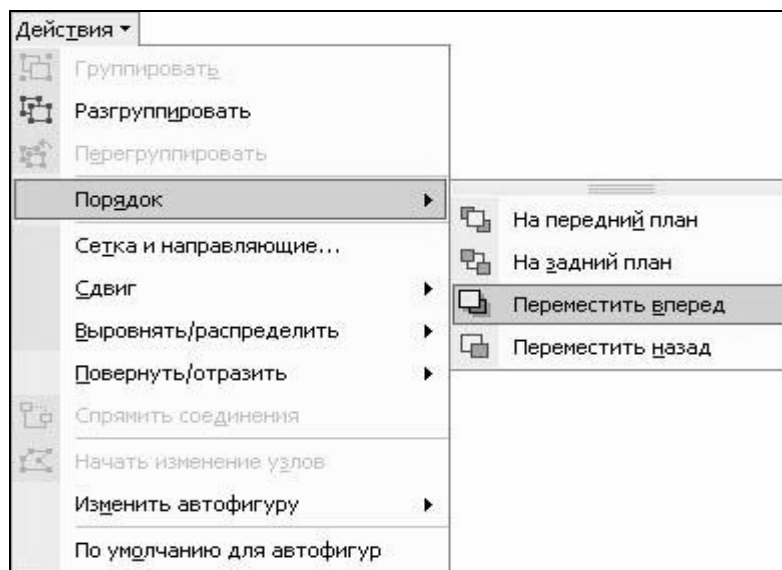 Действия
Группировать
Разгруппировать
Перегруппировать
Порядок
Сетка и направляющие...
Сдвиг
Выровнять/распределить
Повернуть/отразить
Спрямить соединения
Начать изменение узлов
Изменить автофигуру
По умолчанию для автофигур
На передний план
На задний план
Переместить вперед
Переместить назад